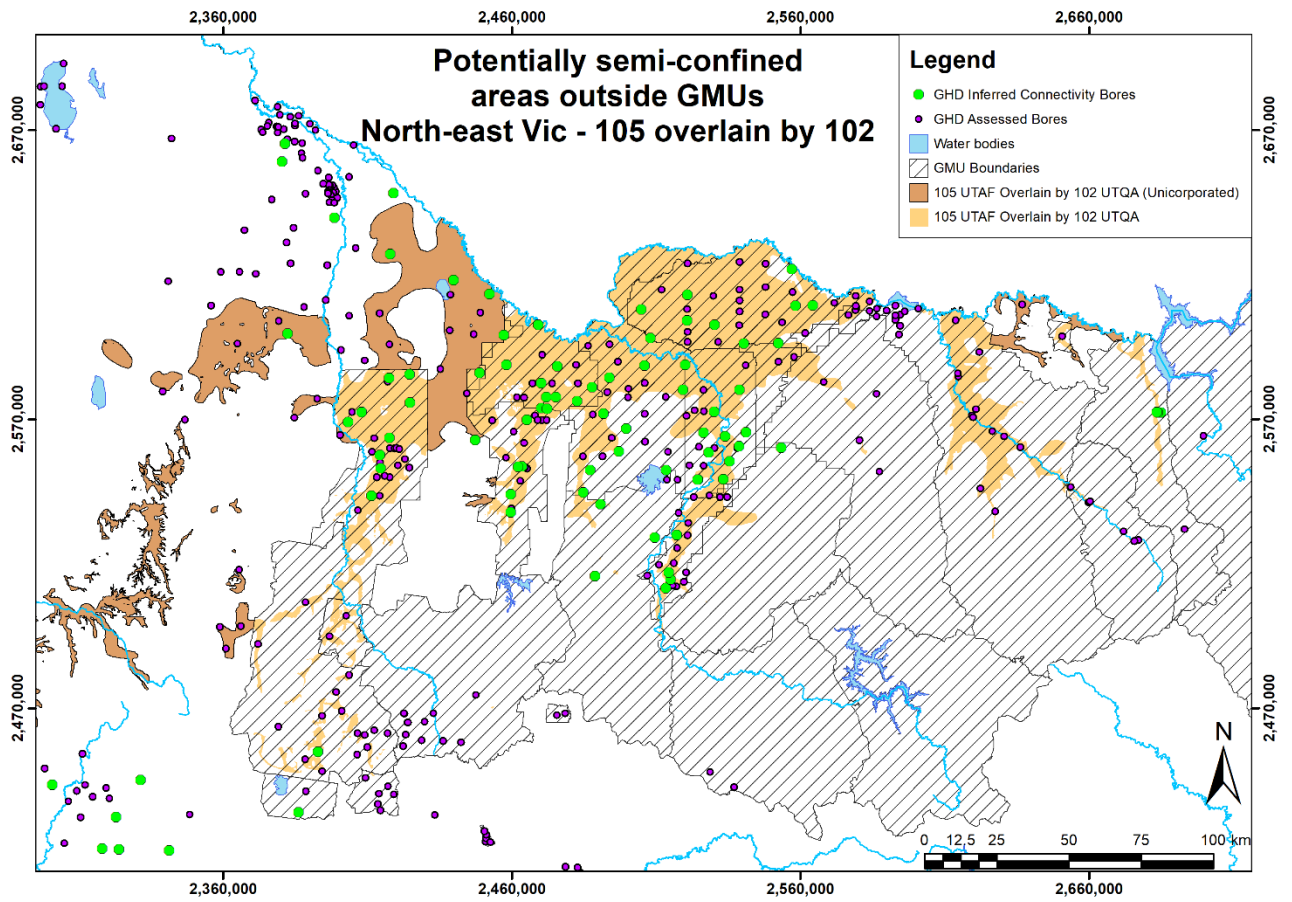 2,360,000
2,460,000
2,560,000
2,660,000
Potentially semi-confined
areas outside GMUs
North-east Vic - 105 overlain by 102
Legend
GHD Inferred Connectivity Bores
GHD Assessed Bores
Water bodies
GMU Boundaries
105 UTAF Overlain by 102 UTQA (Unicorporated)
105 UTAF Overlain by 102 UTQA
2,670,000
2,670,000
2,570,000
2,570,000
2,470,000
2,470,000
N
0 12,5 25 50 75 100 km
2,360,000
2,460,000
2,560,000
2,660,000